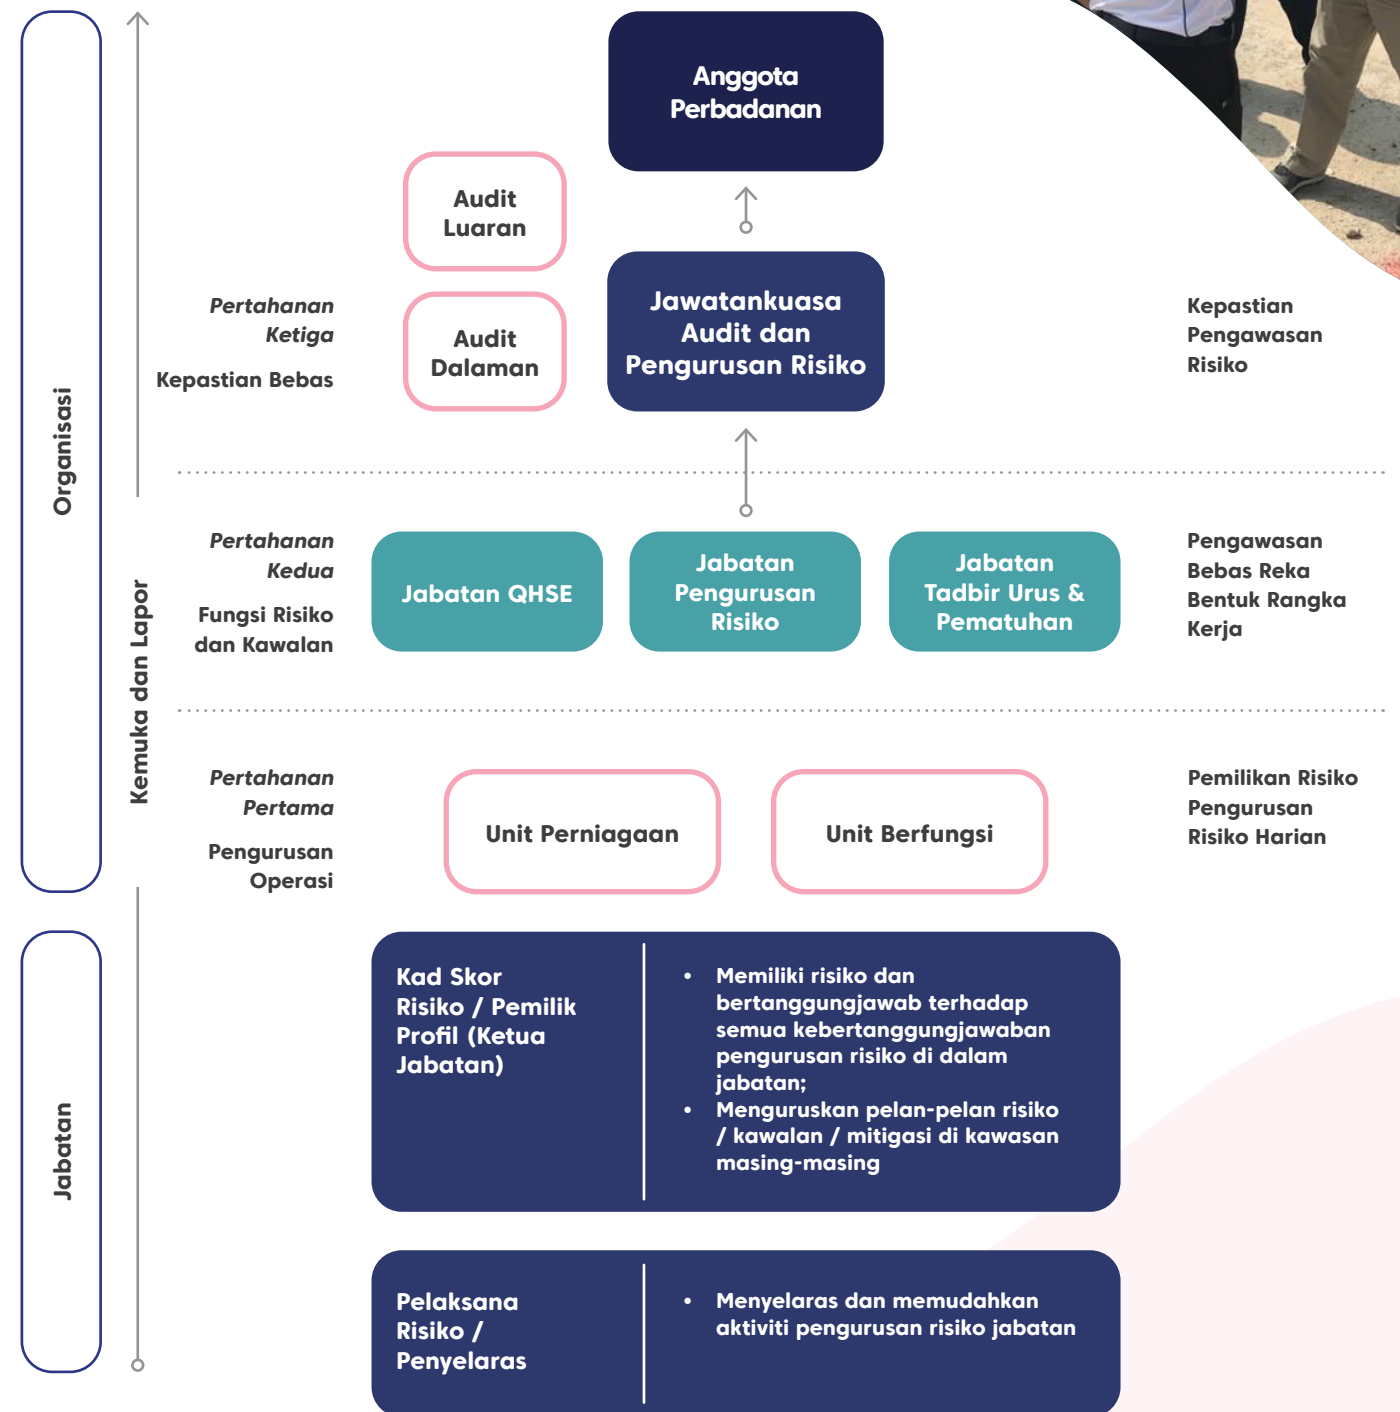 Organisasi
Kemuka dan Lapor
Jabatan
Anggota
Perbadanan
Audit
Luaran
Pertahanan
Ketiga
Kepastian Bebas
Audit
Dalaman
Jawatankuasa
Audit dan
Pengurusan Risiko
Kepastian
Pengawasan
Risiko
Pertahanan
Kedua
Fungsi Risiko
dan Kawalan
Jabatan QHSE
Jabatan
Pengurusan
Risiko
Jabatan
Tadbir Urus &
Pematuhan
Pengawasan
Bebas Reka
Bentuk Rangka
Kerja
Pertahanan
Pertama
Pengurusan
Operasi
Unit Perniagaan
Unit Berfungsi
Pemilikan Risiko
Pengurusan
Risiko Harian
Kad Skor
Risiko / Pemilik
Profil (Ketua
Jabatan)
• Memiliki risiko dan
bertanggungjawab terhadap
semua kebertanggungjawaban
pengurusan risiko di dalam
jabatan;
• Menguruskan pelan-pelan risiko
/ kawalan / mitigasi di kawasan
masing-masing
Pelaksana
Risiko /
Penyelaras
• Menyelaras dan memudahkan
aktiviti pengurusan risiko jabatan